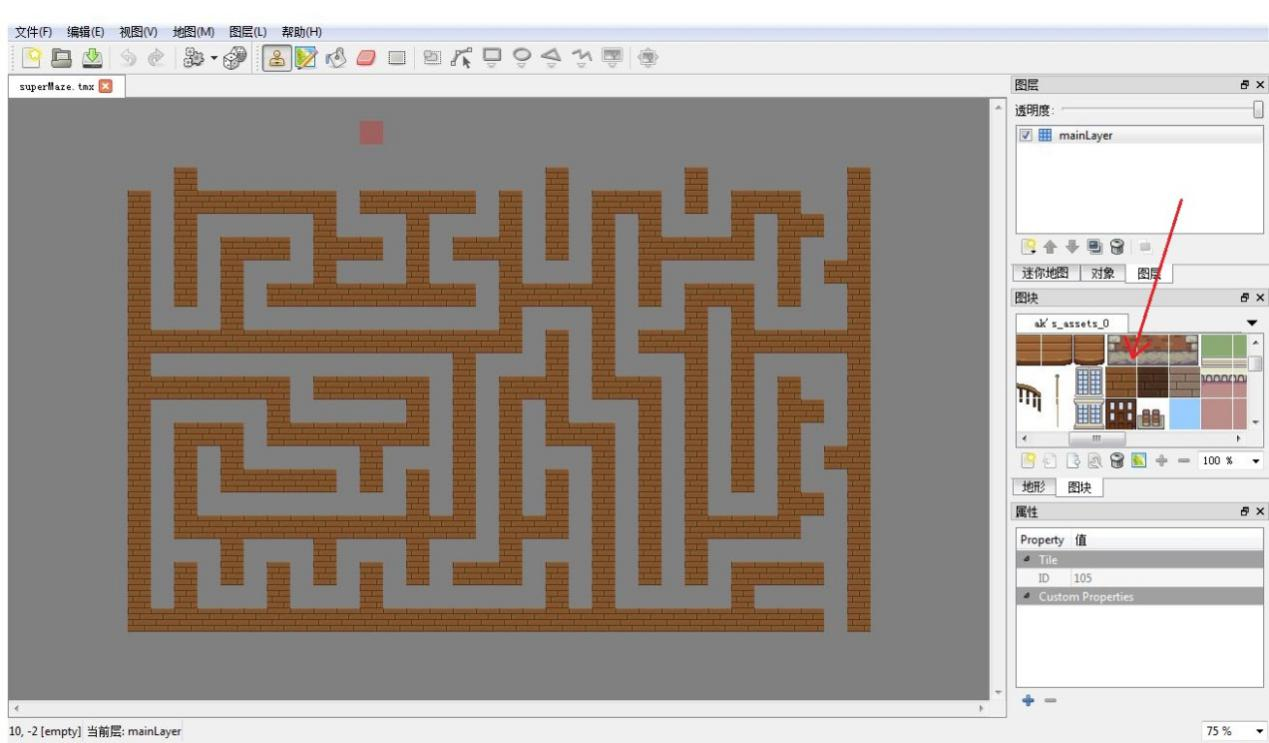 文件(F) 编辑(E) 视图(V) 地图(M) 图层(L) 帮助(H)
superMaze.tmx
图层
透明度:
mainLayer
迷你地图 对象 图层
图块
ak's_assets_0
100 %
地形 图块
属性
Property 值
Tile
ID 105
Custom Properties
10, -2 [empty] 当前层: mainLayer
75 %